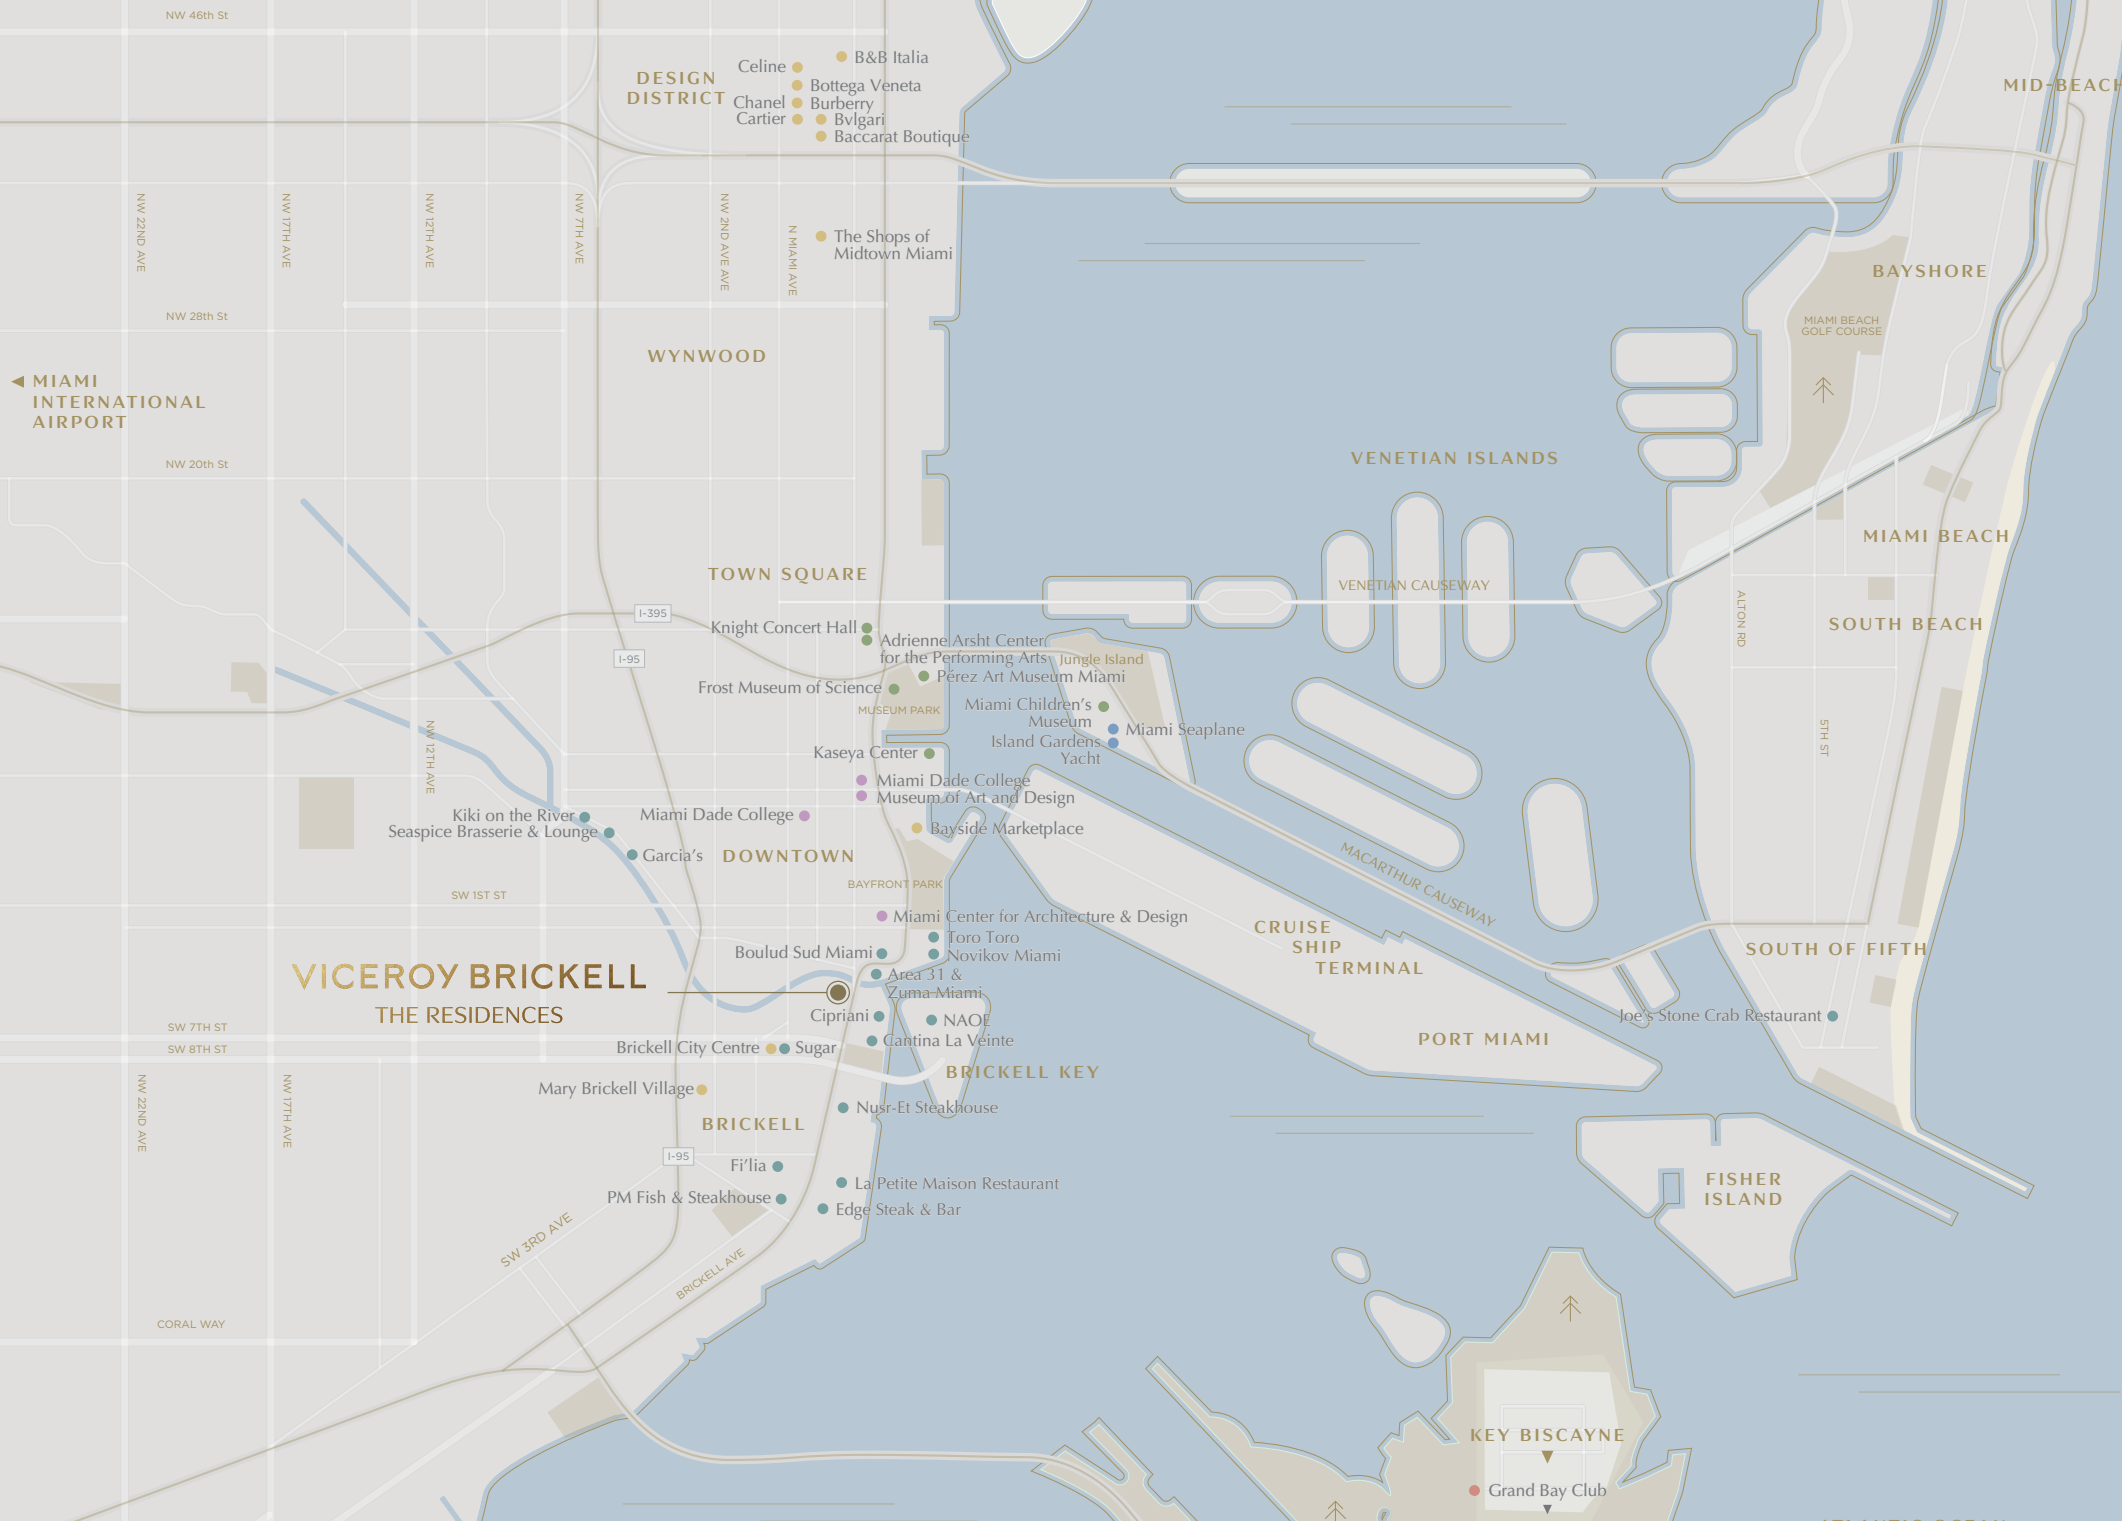 NW 46th St
DESIGN
DISTRICT
Celine
B&B Italia
Bottega Veneta
Chanel
Burberry
Cartier
Bvlgari
Baccarat Boutique
MID-BEACH
NW 22ND AVE
NW 17TH AVE
NW 12TH AVE
NW 7TH AVE
NW 2ND AVE AVE
N MIAMI AVE
The Shops of
Midtown Miami
BAYSHORE
NW 28th St
MIAMI BEACH
GOLF COURSE
WYNWOOD
MIAMI
INTERNATIONAL
AIRPORT
NW 20th St
VENETIAN ISLANDS
MIAMI BEACH
TOWN SQUARE
VENETIAN CAUSEWAY
ALTON RD
SOUTH BEACH
I-395
I-95
Knight Concert Hall
Adrienne Arsht Center
for the Performing Arts
Jungle Island
Pérez Art Museum Miami
Frost Museum of Science
MUSEUM PARK
Miami Children's
Museum
Miami Seaplane
Island Gardens
Yacht
NW 12TH AVE
5TH ST
Kaseya Center
Miami Dade College
Museum of Art and Design
Miami Dade College
Kiki on the River
Seaspice Brasserie & Lounge
Bayside Marketplace
Garcia's
DOWNTOWN
MACARTHUR CAUSEWAY
BAYFRONT PARK
SW 1ST ST
Miami Center for Architecture & Design
CRUISE
SHIP
TERMINAL
Toro Toro
Boulud Sud Miami
Novikov Miami
SOUTH OF FIFTH
VICEROY BRICKELL
THE RESIDENCES
Area 31 &
Zuma Miami
Cipriani
NAOE
Joe's Stone Crab Restaurant
SW 7TH ST
SW 8TH ST
Cantina La Veinte
PORT MIAMI
Brickell City Centre
Sugar
BRICKELL KEY
NW 22ND AVE
NW 17TH AVE
Mary Brickell Village
Nusr-Et Steakhouse
BRICKELL
I-95
Fi'lia
La Petite Maison Restaurant
FISHER
ISLAND
PM Fish & Steakhouse
Edge Steak & Bar
SW 3RD AVE
BRICKELL AVE
CORAL WAY
KEY BISCAYNE
Grand Bay Club